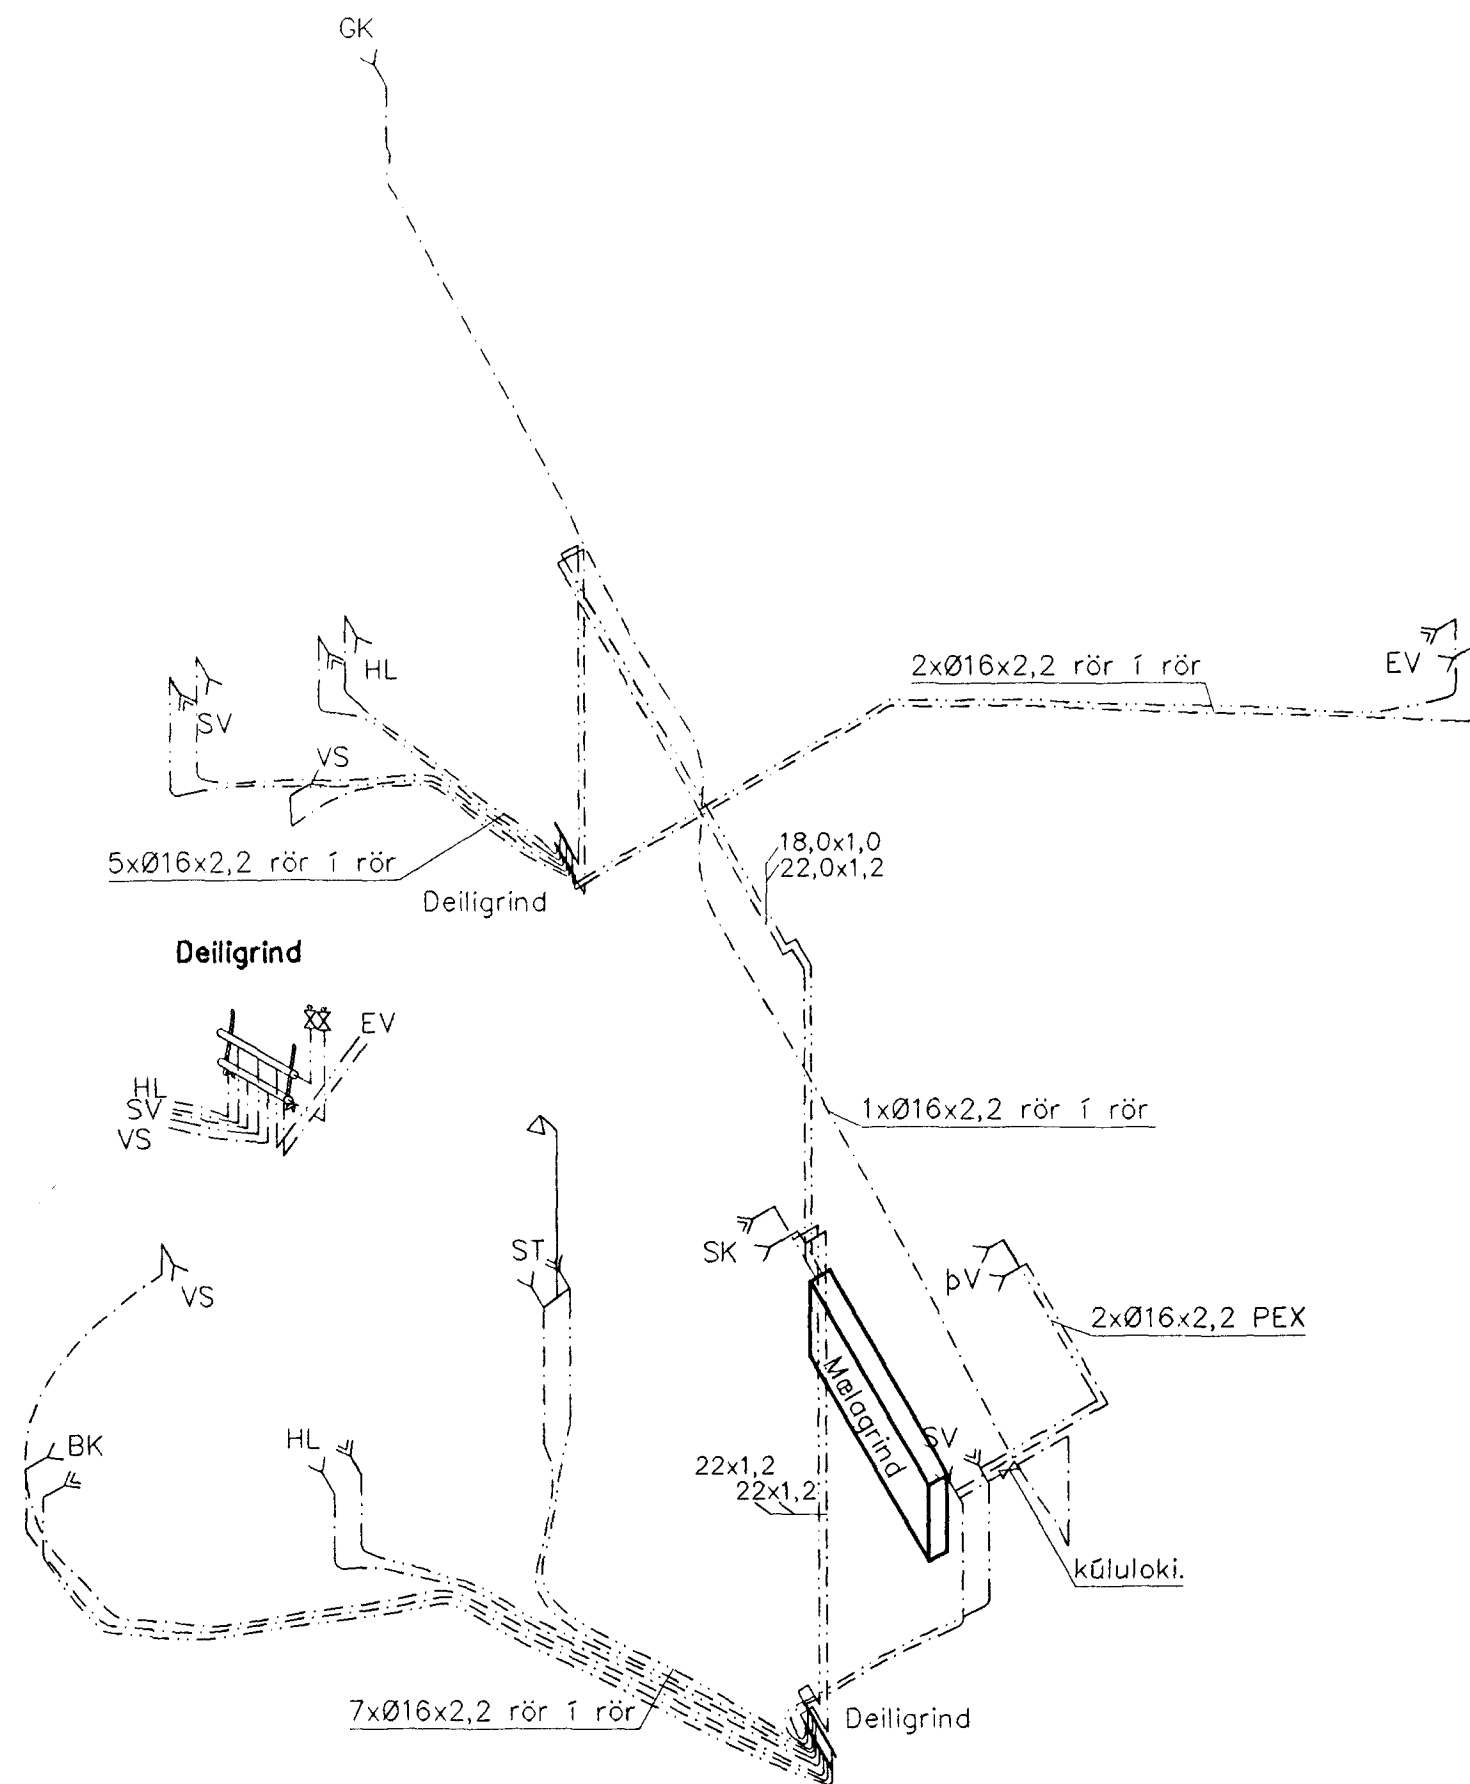 GK
HL
SV
VS
2xØ16x2,2 rör í rör
EV
5xØ16x2,2 rör í rör
Deiligrind
18,0x1,0
22,0x1,2
Deiligrind
EV
HL
SV
VS
1xØ16x2,2 rör í rör
ST
SK
þV
VS
2xØ16x2,2 PEX
Mælagrind
BK
HL
SV
22x1,2
22x1,2
kúluloki.
7xØ16x2,2 rör í rör
Deiligrind